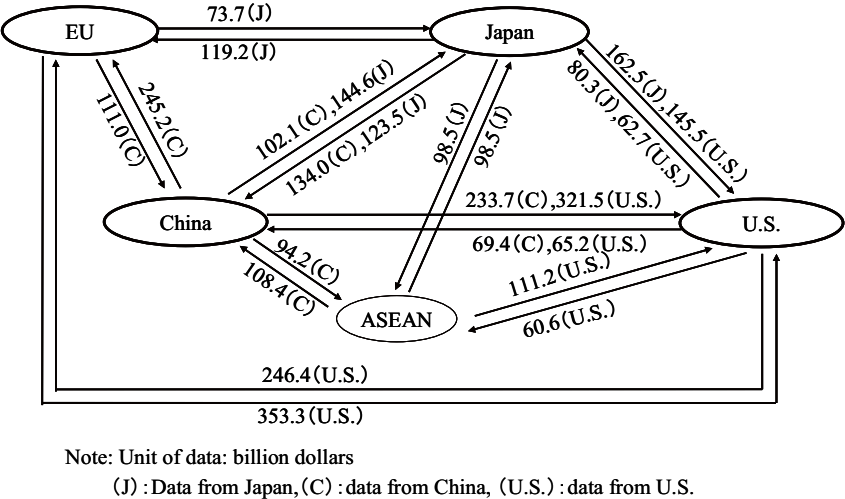 73.7(J)
EU
Japan
119.2(J)
162.5(J),145.5(U.S.)
80.3(J),62.7(U.S.)
245.2(C)
111.0(C)
102.1(C),144.6(J)
134.0(C),123.5(J)
98.5(J)
98.5(J)
China
233.7(C),321.5(U.S.)
U.S.
69.4(C),65.2(U.S.)
94.2(C)
108.4(C)
111.2(U.S.)
ASEAN
60.6(U.S.)
246.4(U.S.)
353.3(U.S.)
Note: Unit of data: billion dollars
(J):Data from Japan,(C): data from China, (U.S.): data from U.S.